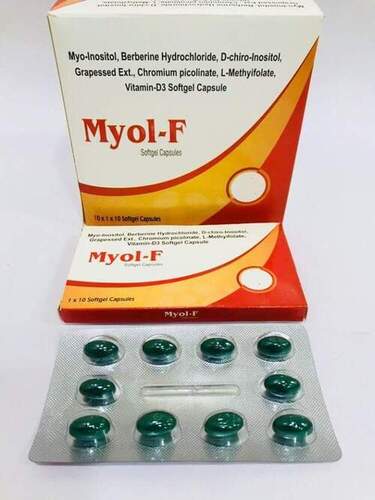 Myo-Inositol, Berberine Hydrochloride, D-chiro-Inositol,
Grapessed Ext., Chromium picolinate, L-Methyifolate,
Vitamin-D3 Softgel Capsule
Myol-F
Softgel Capsules
10 x 1 x 10 Softgel Capsules
Myo-Inositol, Berberine Hydrochloride, D-chiro-Inositol,
Grapessed Ext., Chromium picolinate, L-Methyifolate,
Vitamin-D3 Softgel Capsule
Myol-F
Softgel Capsules
1 x 10 Softgel Capsules
Myol-F